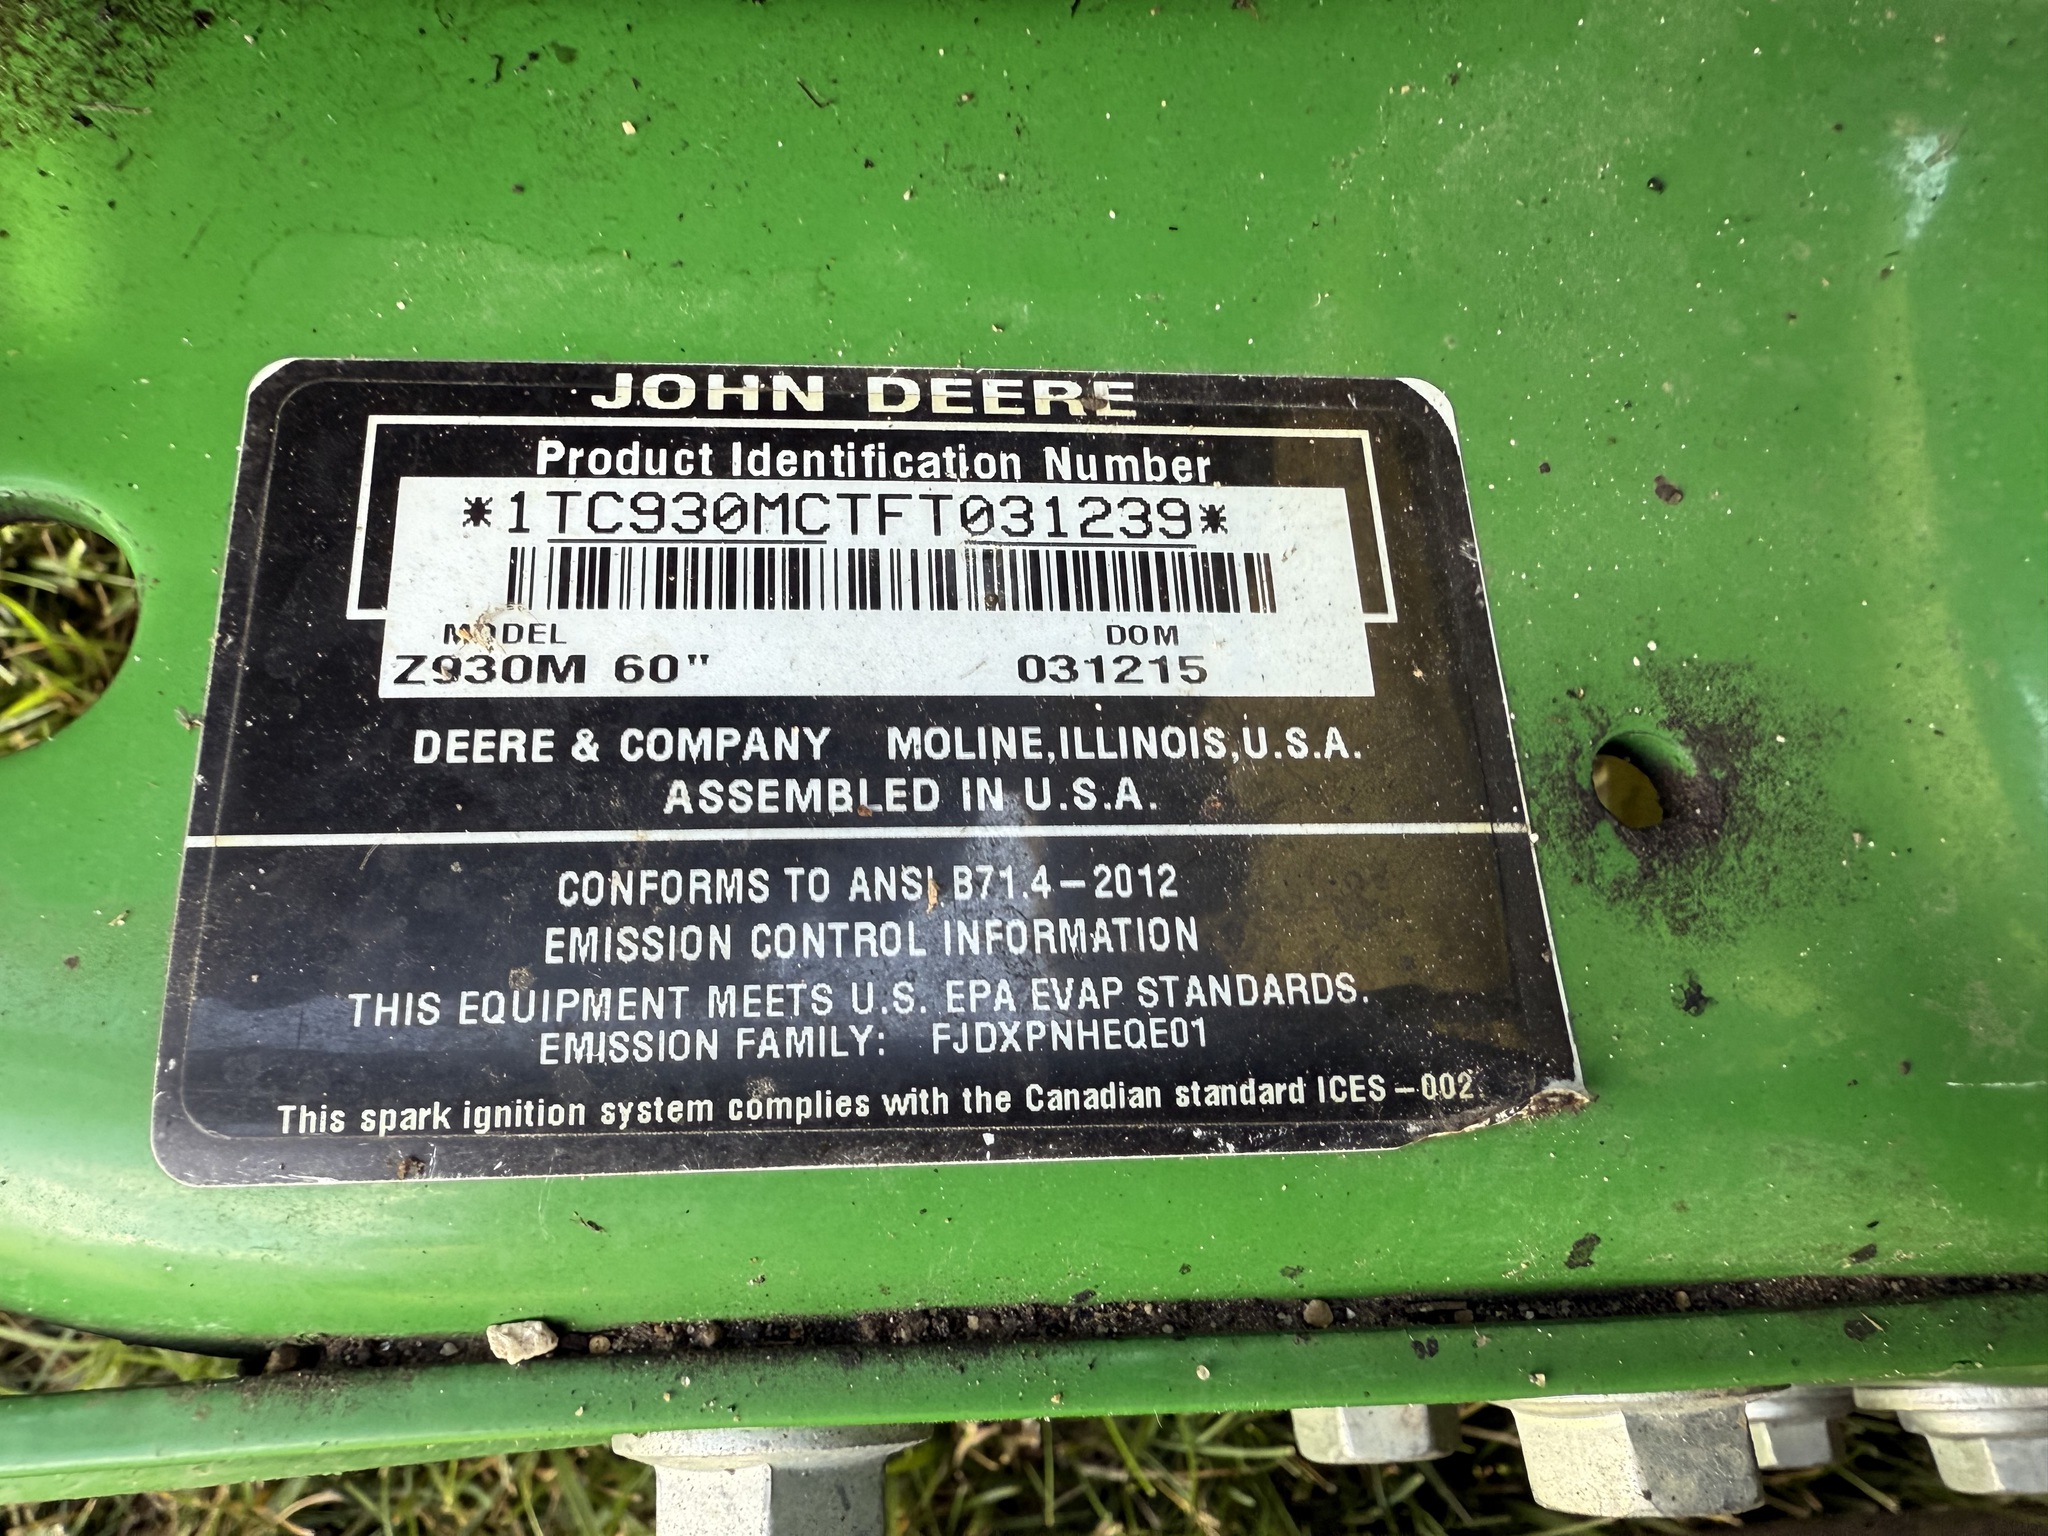 JOHN DEERE
Product Identification Number
*1TC930MCTFT031239*
MODEL DOM
Z930M 60" 031215
DEERE & COMPANY MOLINE, ILLINOIS, U.S.A.
ASSEMBLED IN U.S.A.
CONFORMS TO ANSI B71.4-2012
EMISSION CONTROL INFORMATION
THIS EQUIPMENT MEETS U.S. EPA EVAP STANDARDS.
EMISSION FAMILY: FJDXPNHEQE01
This spark ignition system complies with the Canadian standard ICES-002